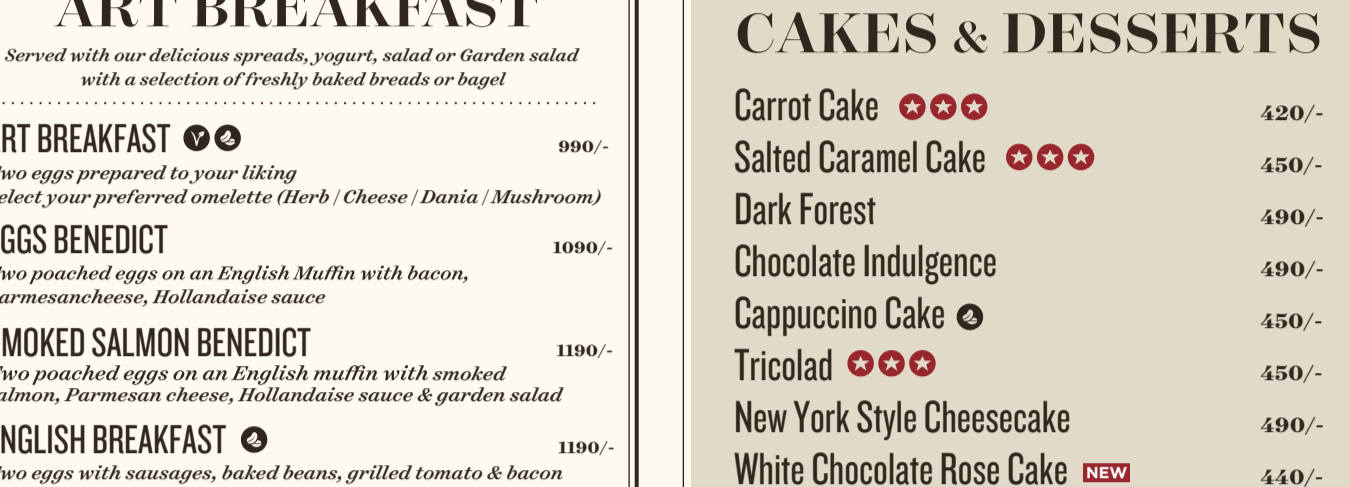 ART BREAKFAST
Served with our delicious spreads, yogurt, salad or Garden salad
with a selection of freshly baked breads or bagel
RT BREAKFAST 990/-
wo eggs prepared to your liking
elect your preferred omelette (Herb / Cheese / Dania / Mushroom)
GGS BENEDICT 1090/-
wo poached eggs on an English Muffin with bacon,
armesancheese, Hollandaise sauce
MOKED SALMON BENEDICT 1190/-
Two poached eggs on an English muffin with smoked
almon, Parmesan cheese, Hollandaise sauce & garden salad
NGLISH BREAKFAST 1190/-
wo eggs with sausages, baked beans, grilled tomato & bacon
CAKES & DESSERTS
Carrot Cake 420/-
Salted Caramel Cake 450/-
Dark Forest 490/-
Chocolate Indulgence 490/-
Cappuccino Cake 450/-
Tricolad 450/-
New York Style Cheesecake 490/-
White Chocolate Rose Cake NEW 440/-